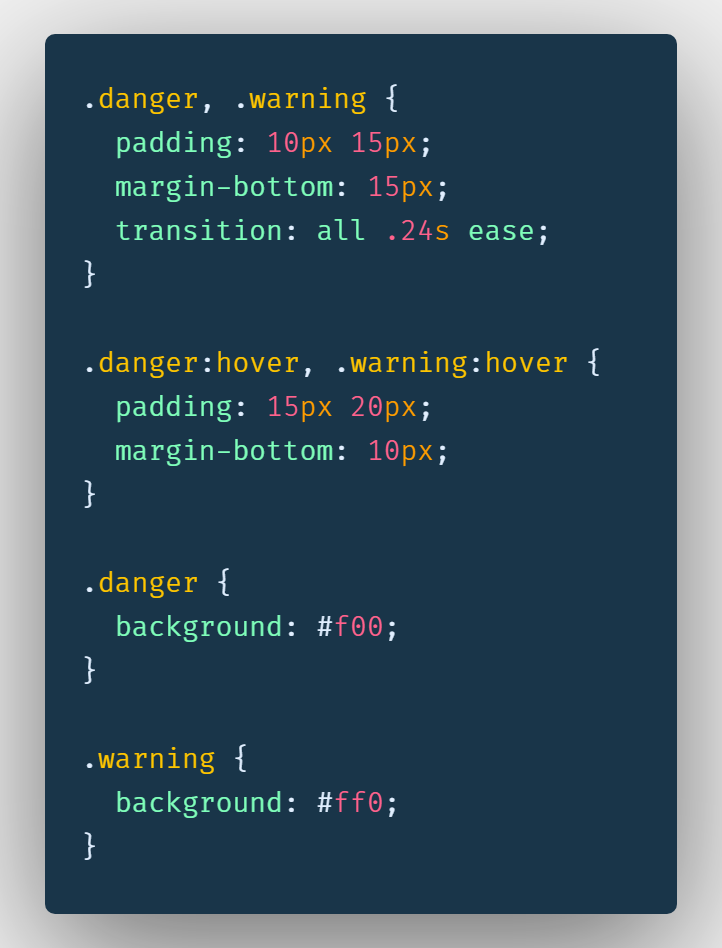 .danger, .warning {
  padding: 10px 15px;
  margin-bottom: 15px;
  transition: all .24s ease;
}

.danger:hover, .warning:hover {
  padding: 15px 20px;
  margin-bottom: 10px;
}

.danger {
  background: #f00;
}

.warning {
  background: #ff0;
}